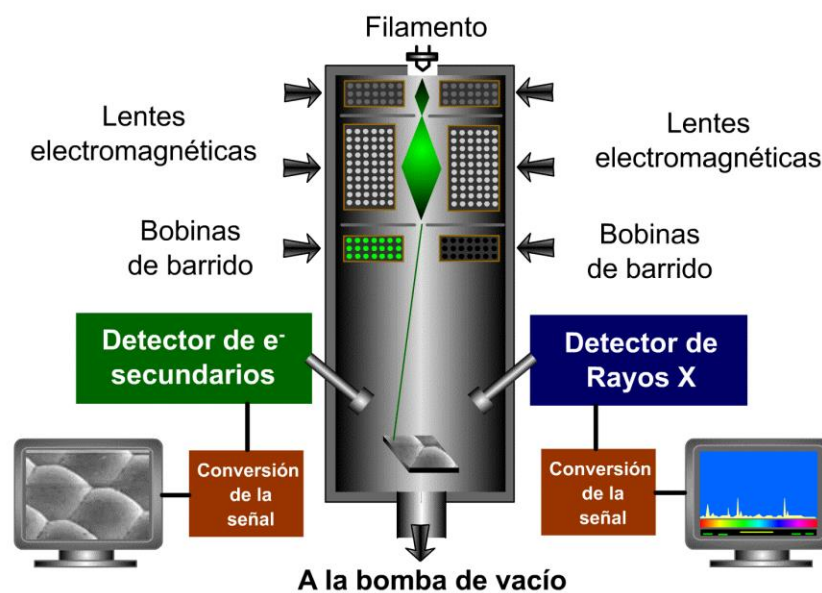 Filamento
Lentes
electromagnéticas
Lentes
electromagnéticas
Bobinas
de barrido
Bobinas
de barrido
Detector de e-
secundarios
Detector de
Rayos X
Conversión
de la
señal
Conversión
de la
señal
A la bomba de vacío